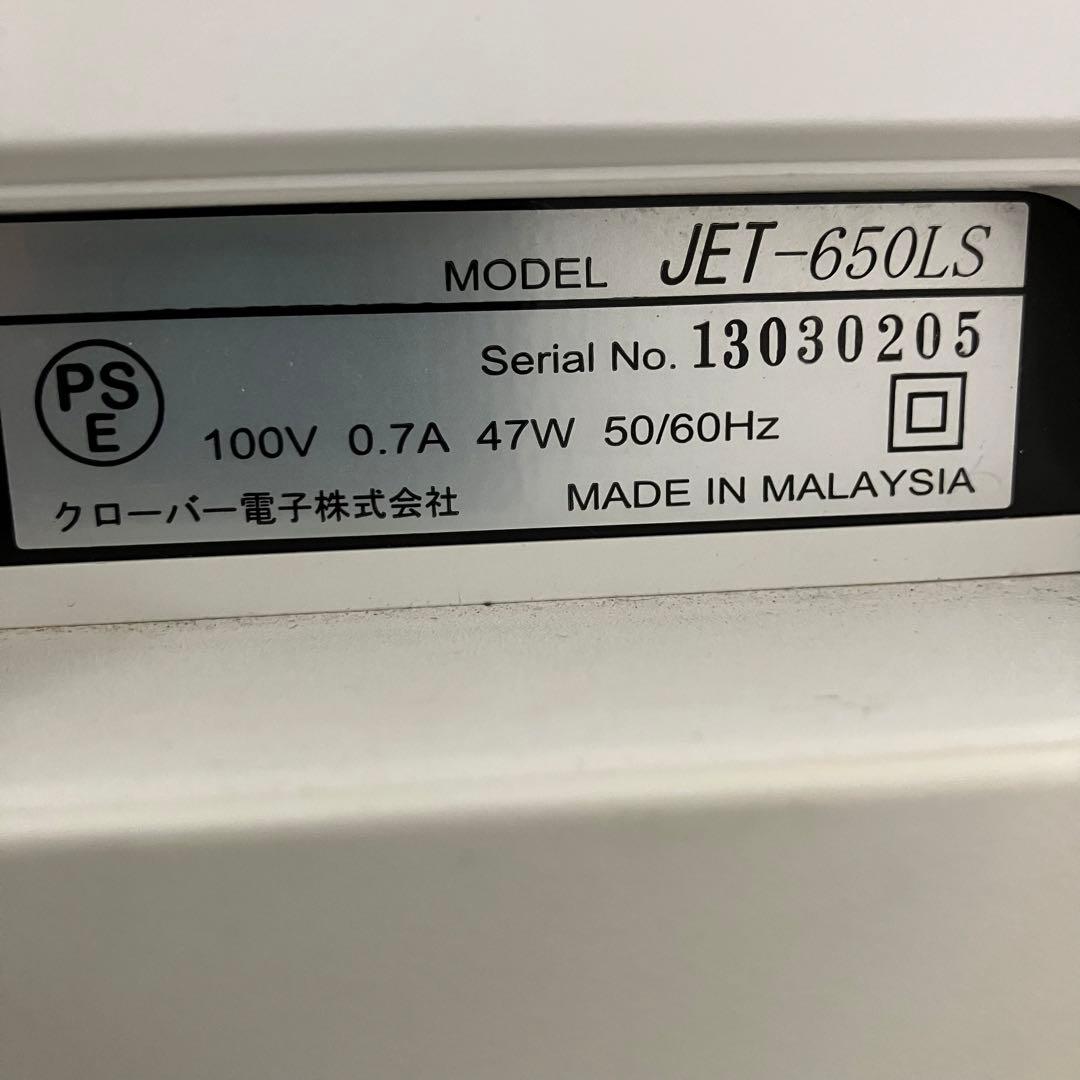 MODEL JET-650LS
Serial No. 13030205
PS
E
100V 0.7A 47W 50/60Hz
クローバー電子株式会社 MADE IN MALAYSIA